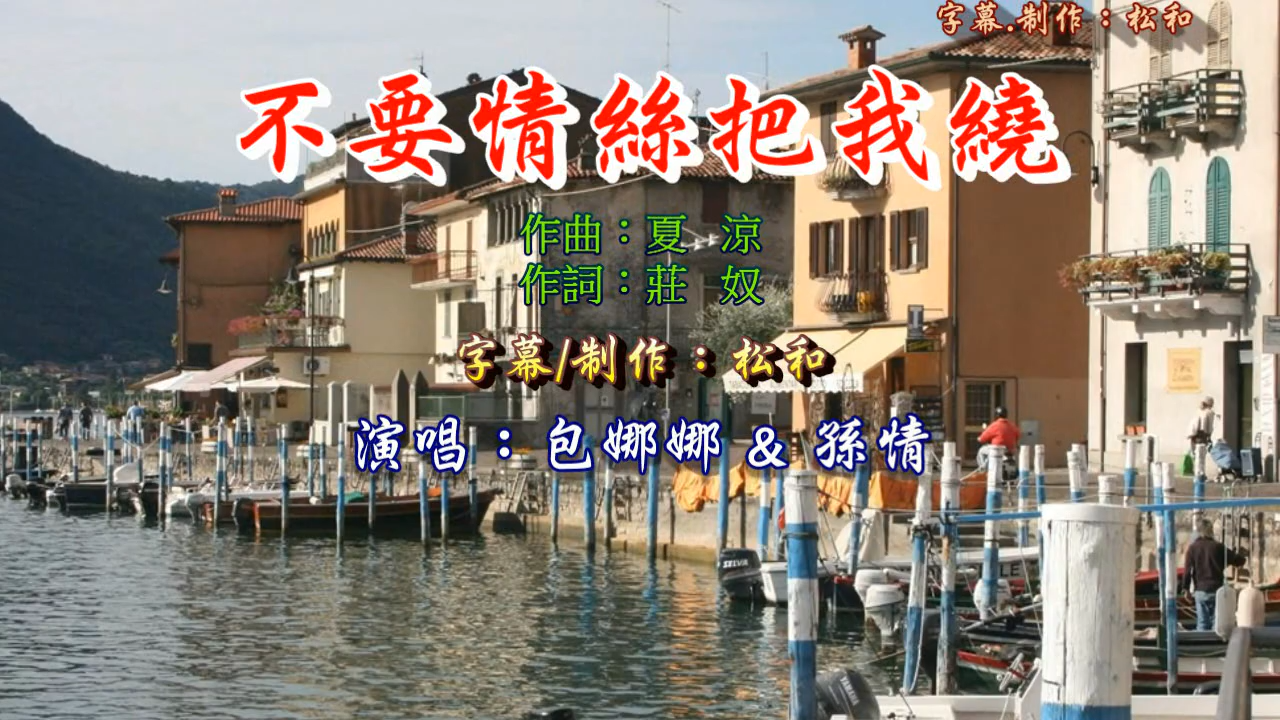 字幕.制作：松和
不要情絲把我繞
作曲：夏 涼
作詞：莊 奴
字幕/制作：松和
演唱：包娜娜 & 孫情
SELVA